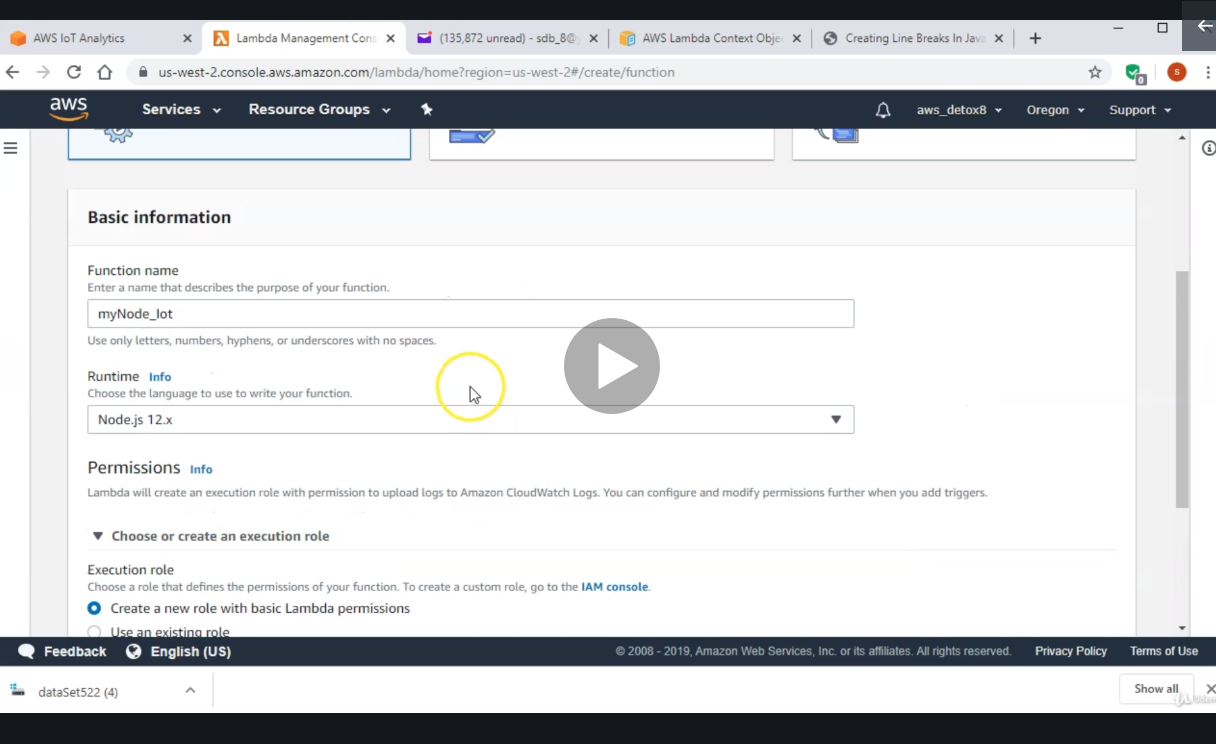 AWS IoT Analytics
Lambda Management Cons
(135,872 unread) - sdb_8@
AWS Lambda Context Obje
Creating Line Breaks In Java
us-west-2.console.aws.amazon.com/lambda/home?region=us-west-2#/create/function
0
S
aws
Services
Resource Groups
aws_detox8
Oregon
Support
Basic information
Function name
Enter a name that describes the purpose of your function.
myNode_Iot
Use only letters, numbers, hyphens, or underscores with no spaces.
Runtime Info
Choose the language to use to write your function.
Node.js 12.x
Permissions Info
Lambda will create an execution role with permission to upload logs to Amazon CloudWatch Logs. You can configure and modify permissions further when you add triggers.
Choose or create an execution role
Execution role
Choose a role that defines the permissions of your function. To create a custom role, go to the IAM console.
Create a new role with basic Lambda permissions
Use an existing role
Feedback
English (US)
© 2008 - 2019, Amazon Web Services, Inc. or its affiliates. All rights reserved.
Privacy Policy
Terms of Use
dataSet522 (4)
Show all